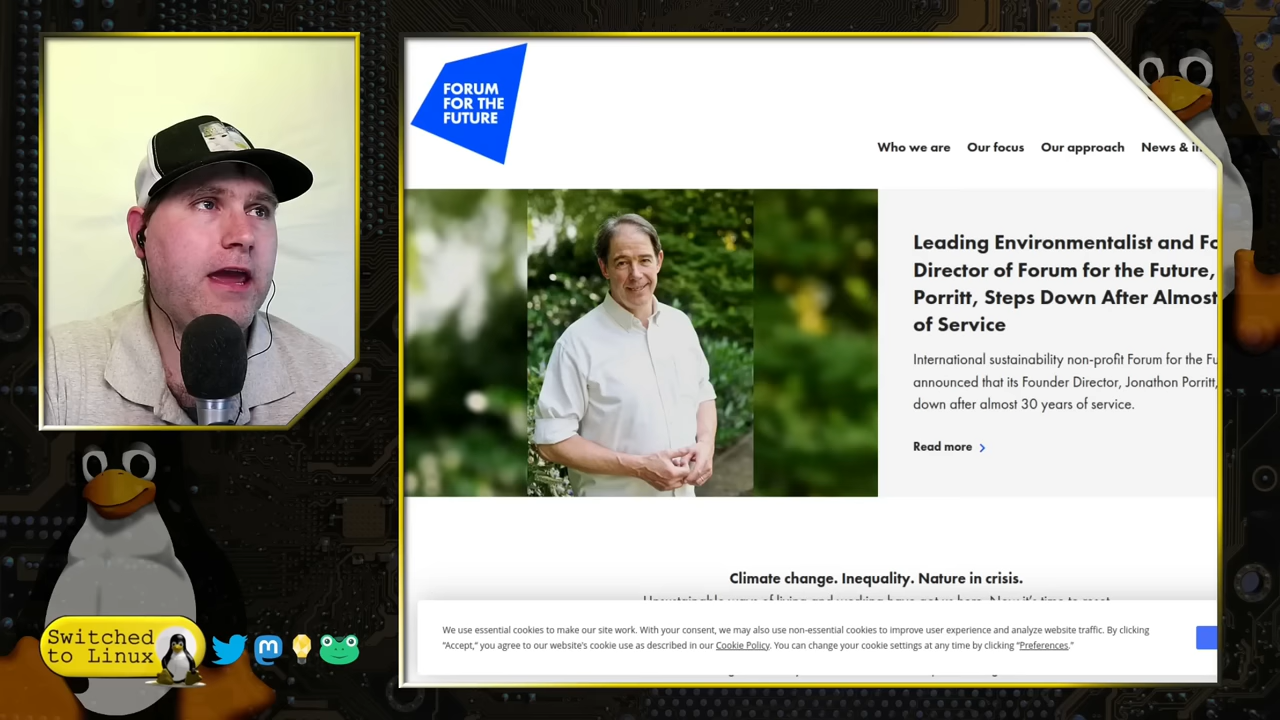 FORUM
FOR THE
FUTURE
Who we are Our focus Our approach News &
Leading Environmentalist and
Director of Forum for the Future,
Porritt, Steps Down After Almost
of Service
International sustainability non-profit Forum for the
announced that its Founder Director, Jonathon Porritt,
down after almost 30 years of service.
Read more
Climate change. Inequality. Nature in crisis.
We use essential cookies to make our site work. With your consent, we may also use non-essential cookies to improve user experience and analyze website traffic. By clicking
“Accept,” you agree to our website's cookie use as described in our Cookie Policy. You can change your cookie settings at any time by clicking “Preferences.”
Switched
to Linux